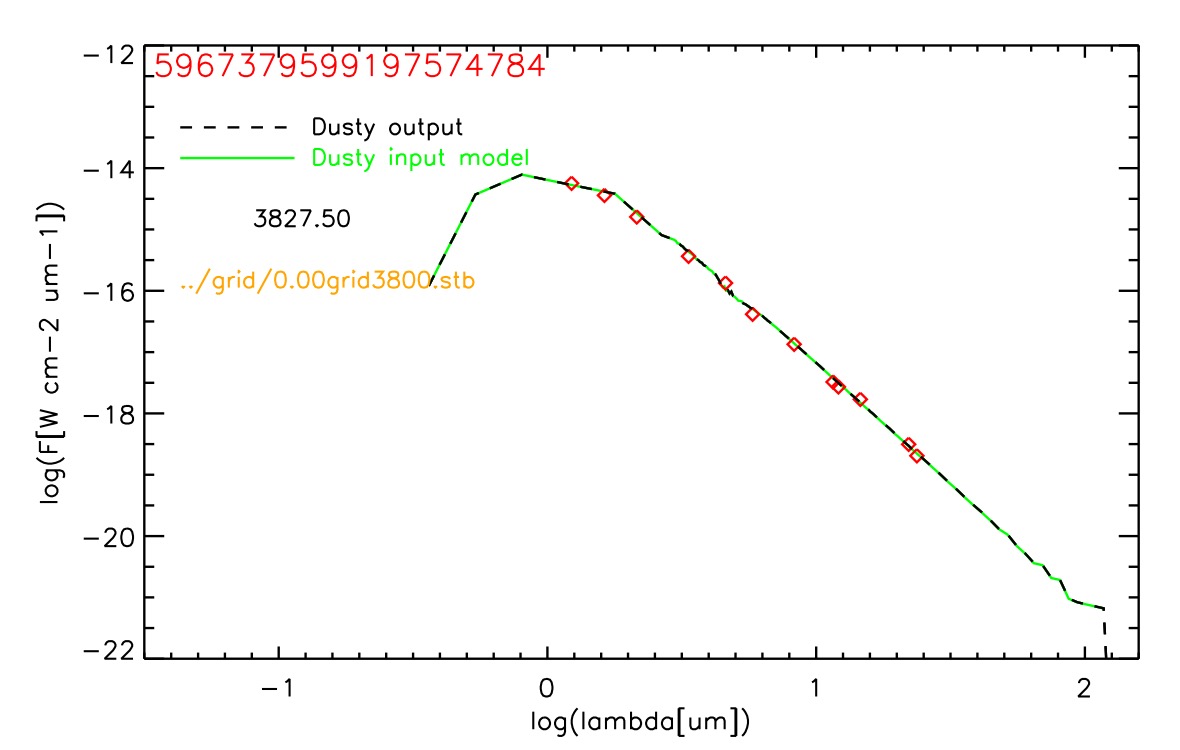 5967379599197574784
Dusty output
Dusty input model
3827.50
../grid/0.00grid3800.stb
−12
−14
−16
−18
−20
−22
log(F[W cm−2 um−1])
−1
0
1
2
log(lambda[um])